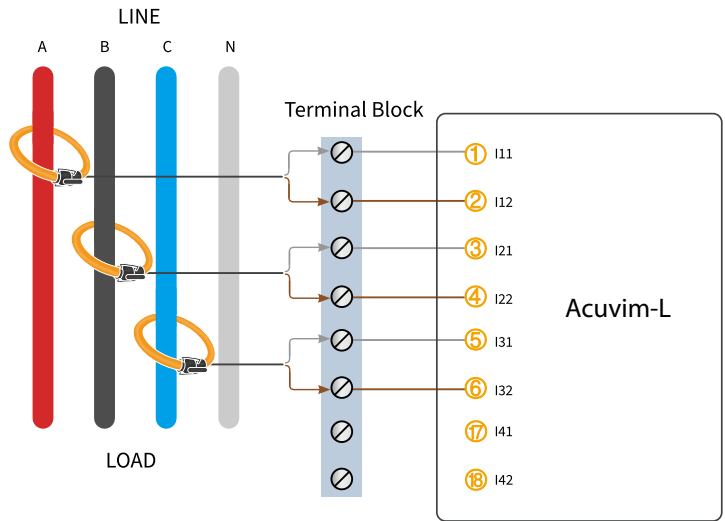 LINE
A B C N
Terminal Block
1 I11
2 I12
3 I21
4 I22
5 I31
6 I32
17 I41
18 I42
Acuvim-L
LOAD